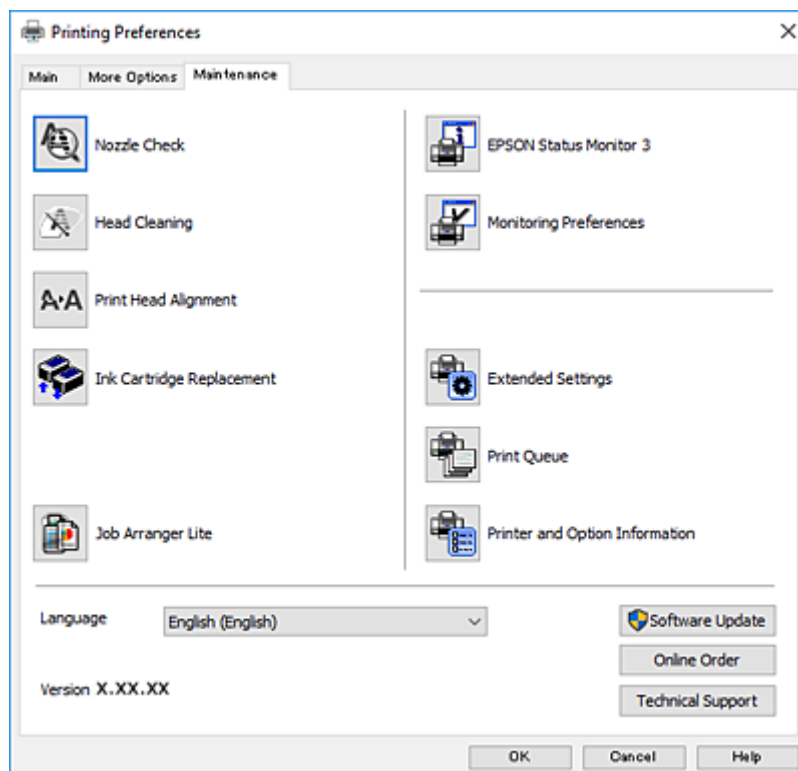 Printing Preferences
Main More Options Maintenance
Nozzle Check
EPSON Status Monitor 3
Head Cleaning
Monitoring Preferences
A·A Print Head Alignment
Ink Cartridge Replacement
Extended Settings
Print Queue
Job Arranger Lite
Printer and Option Information
Language English (English)
Software Update
Online Order
Version X.XX.XX
Technical Support
OK Cancel Help